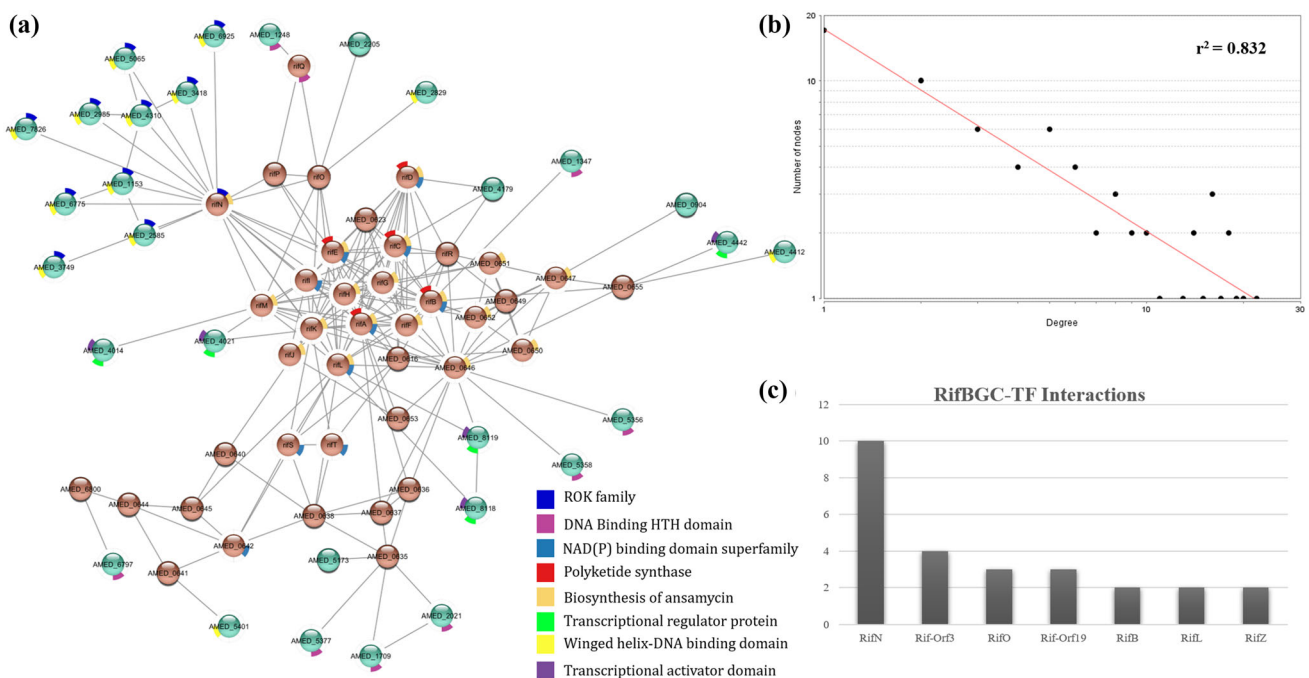 (a)
AMED_6925
AMED_1248
AMED_2205
AMED_5065
rifQ
AMED_3418
AMED_2829
AMED_2985
AMED_4310
AMED_7826
AMED_1347
rifP
rifO
rifD
AMED_1153
AMED_4179
AMED_6775
rifN
AMED_0904
AMED_0623
AMED_2585
AMED_4442
AMED_4412
rifE
rifC
rifR
AMED_3749
AMED_0651
AMED_0647
rifI
rifG
AMED_0655
rifH
rifM
rifB
AMED_0649
AMED_0652
rifK
rifA
rifF
AMED_4021
AMED_4014
rifJ
AMED_0616
AMED_0650
rifL
AMED_0646
AMED_0653
AMED_5356
AMED_8119
rifS
rifT
AMED_0640
AMED_5358
AMED_6800
AMED_0636
AMED_0644
AMED_0645
AMED_0638
AMED_0637
AMED_8118
AMED_0642
AMED_5173
AMED_0635
AMED_6797
AMED_0641
AMED_2021
AMED_5401
AMED_5377
AMED_1709
ROK family
DNA Binding HTH domain
NAD(P) binding domain superfamily
Polyketide synthase
Biosynthesis of ansamycin
Transcriptional regulator protein
Winged helix-DNA binding domain
Transcriptional activator domain
(b)
20
r² = 0.832
10
Number of nodes
1
1
10
30
Degree
(c)
RifBGC-TF Interactions
12
10
8
6
4
2
0
RifN
Rif-Orf3
RifO
Rif-Orf19
RifB
RifL
RifZ